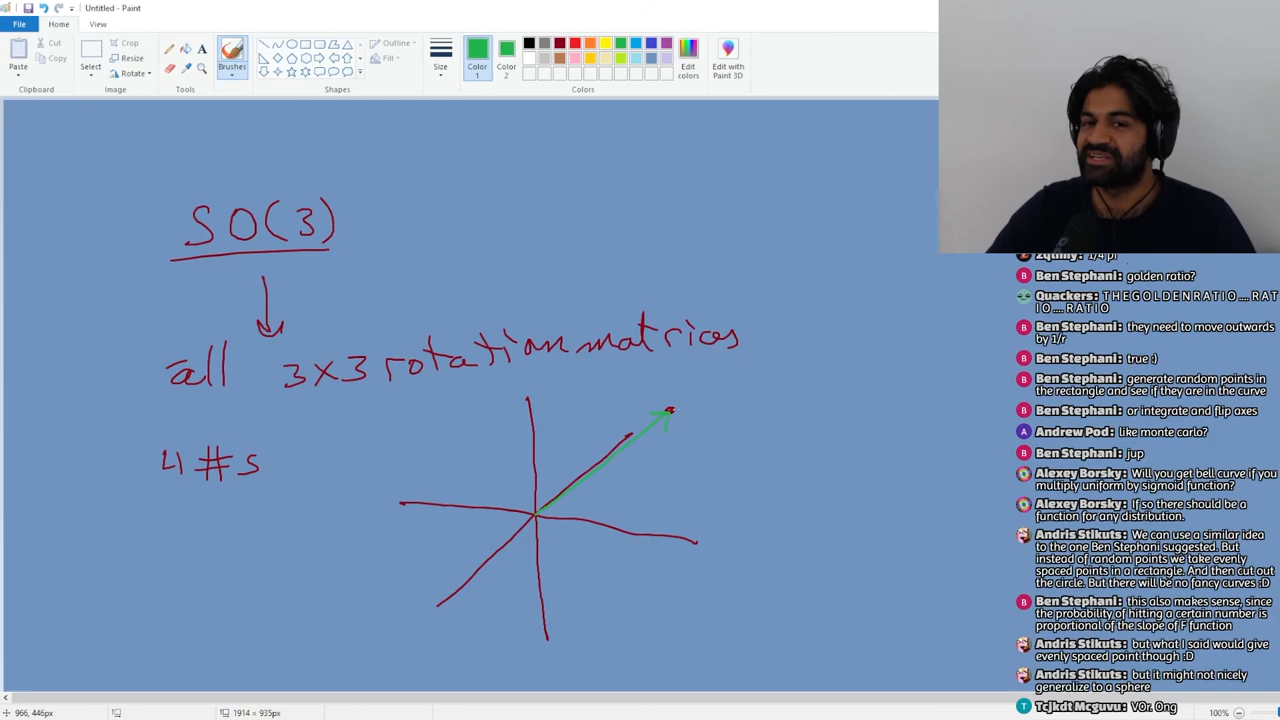 Untitled - Paint
File Home View
Paste
Cut
Copy
Clipboard
Select
Crop
Resize
Rotate
Image
Tools
Brushes
Outline
Fill
Shapes
Size
Color 1
Color 2
Edit colors
Colors
Edit with Paint 3D
SO(3)
all 3x3 rotation matrices
4 #s
Zquilly: 1/4 pi
Ben Stephani: golden ratio?
Quackers: T H E G O L D E N R A T I O .... R A T
I O .... R A T I O
Ben Stephani: they need to move outwards
by 1/r
Ben Stephani: true :)
Ben Stephani: generate random points in
the rectangle and see if they are in the curve
Ben Stephani: or integrate and flip axes
Andrew Pod: like monte carlo?
Ben Stephani: jup
Alexey Borsky: Will you get bell curve if you
multiply uniform by sigmoid function?
Alexey Borsky: If so there should be a
function for any distribution.
Andris Stikuts: We can use a similar idea
to the one Ben Stephani suggested. But
instead of random points we take evenly
spaced points in a rectangle. And then cut out
the circle. But there will be no fancy curves :D
Ben Stephani: this also makes sense, since
the probability of hitting a certain number is
proportional of the slope of F function
Andris Stikuts: but what I said would give
evenly spaced point though :D
Andris Stikuts: but it might not nicely
generalize to a sphere
Tcjkdt Mcguvu: VOr. Ong
966, 446px
1914 × 935px
100%